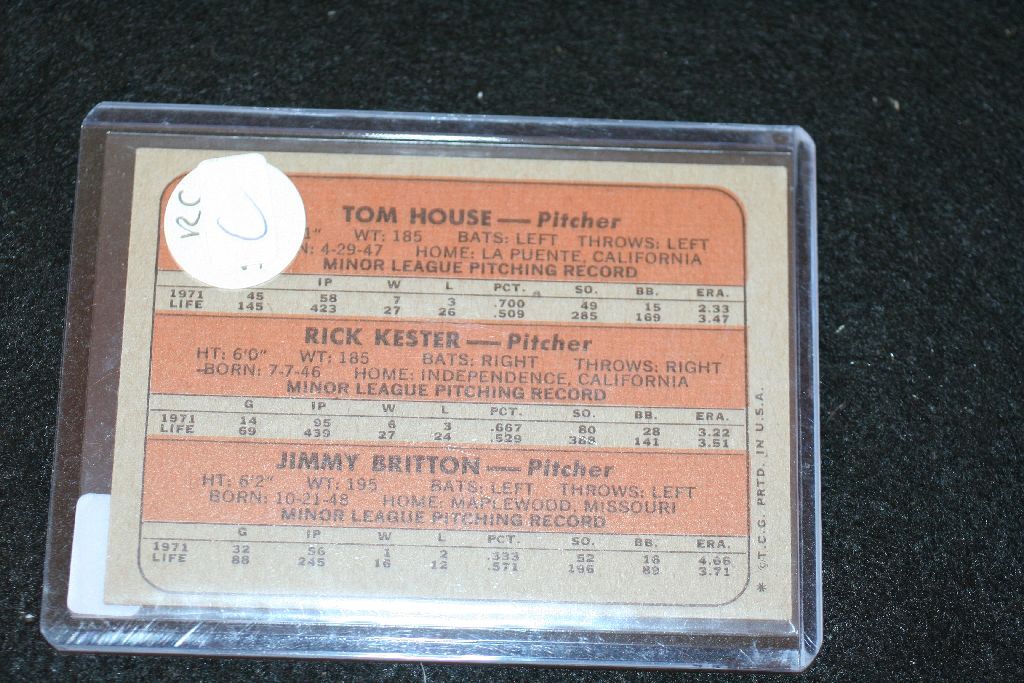 RC
C
TOM HOUSE — Pitcher
1" WT: 185 BATS: LEFT THROWS: LEFT
N: 4-29-47 HOME: LA PUENTE, CALIFORNIA
MINOR LEAGUE PITCHING RECORD
IP W L PCT. SO. BB. ERA.
1971 45 58 7 3 .700 49 15 2.33
LIFE 145 423 27 26 .509 285 169 3.47
RICK KESTER — Pitcher
HT: 6'0" WT: 185 BATS: RIGHT THROWS: RIGHT
BORN: 7-7-46 HOME: INDEPENDENCE, CALIFORNIA
MINOR LEAGUE PITCHING RECORD
G IP W L PCT. SO. BB. ERA.
1971 14 95 6 3 .667 80 28 3.22
LIFE 69 439 27 24 .529 388 141 3.51
JIMMY BRITTON — Pitcher
HT: 6'2" WT: 195 BATS: LEFT THROWS: LEFT
BORN: 10-21-48 HOME: MAPLEWOOD, MISSOURI
MINOR LEAGUE PITCHING RECORD
G IP W L PCT. SO. BB. ERA.
1971 32 56 1 2 .333 52 16 4.66
LIFE 88 245 16 12 .571 196 89 3.71
* ©T.C.G. PRTD. IN U.S.A.